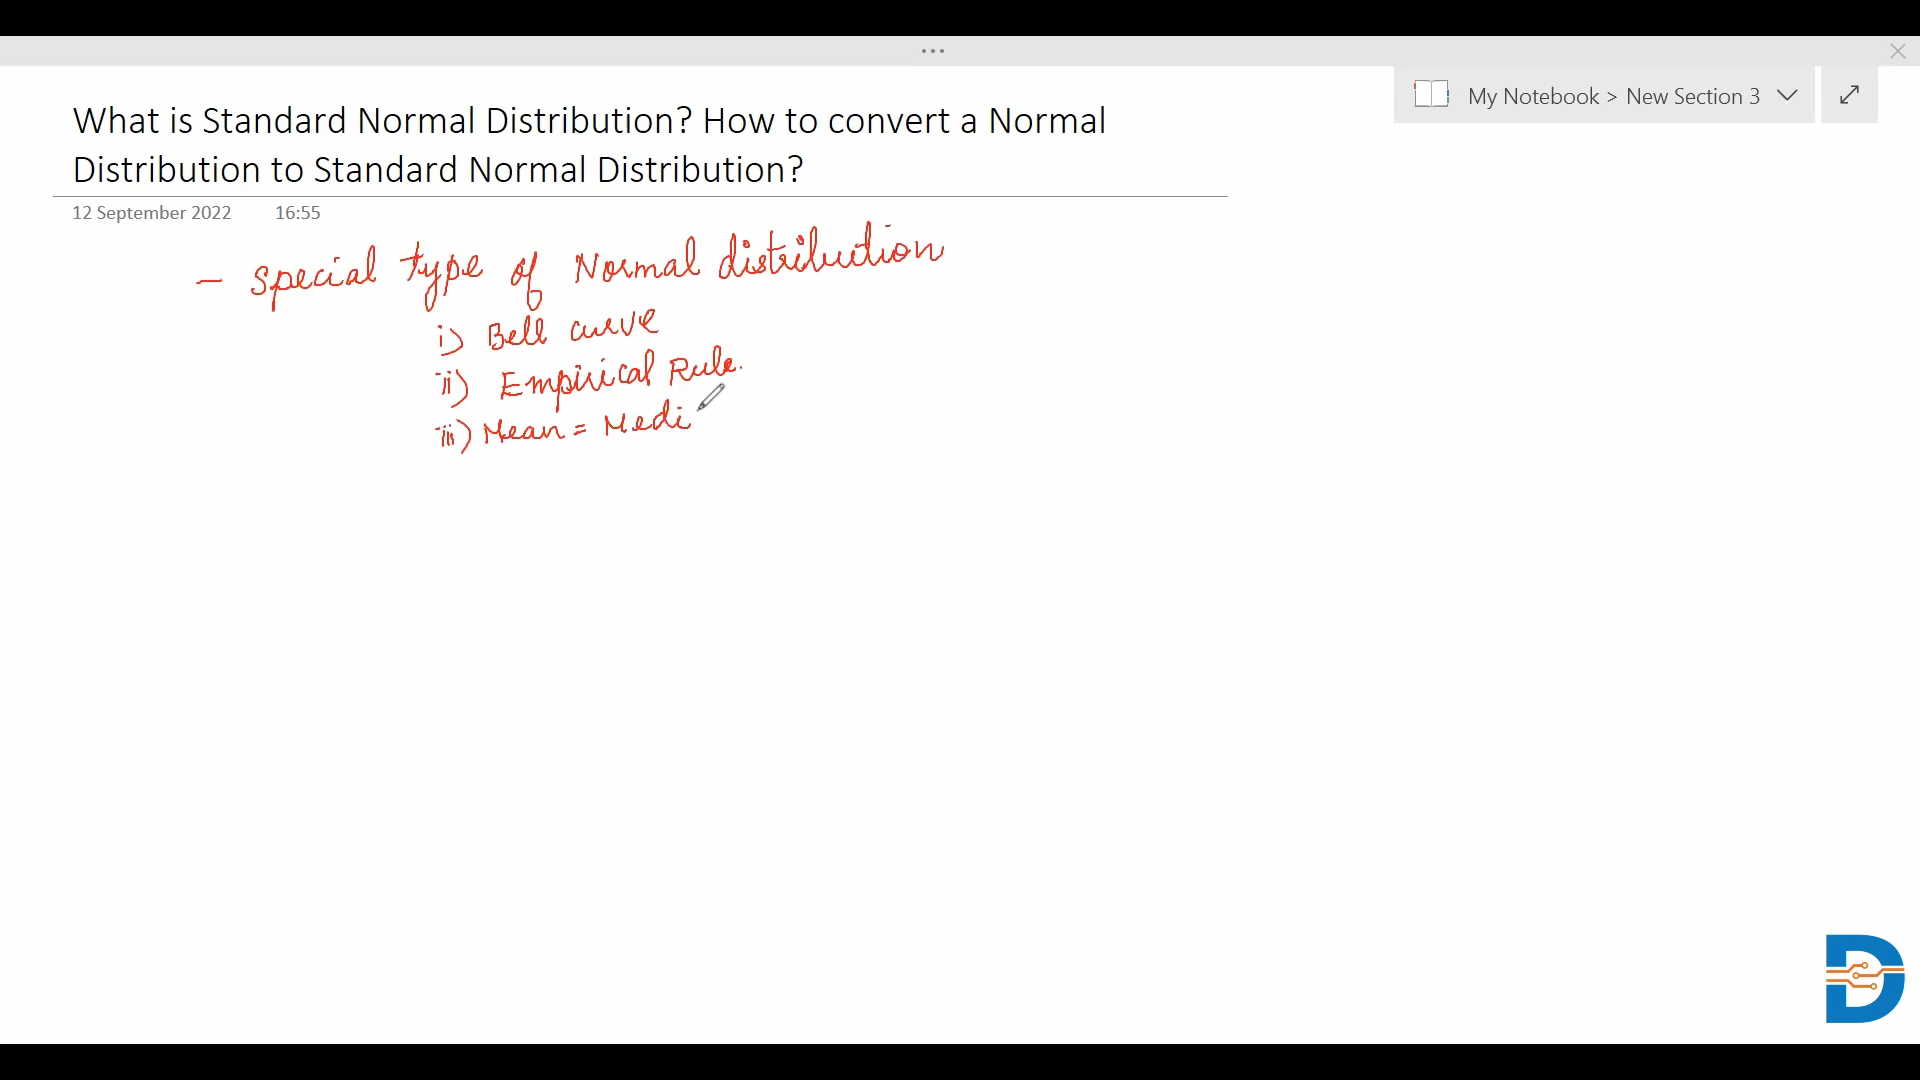 My Notebook > New Section 3
What is Standard Normal Distribution? How to convert a Normal
Distribution to Standard Normal Distribution?
12 September 2022 16:55
- Special type of Normal distribution
i) Bell curve
ii) Empirical Rule.
iii) Mean = Medi